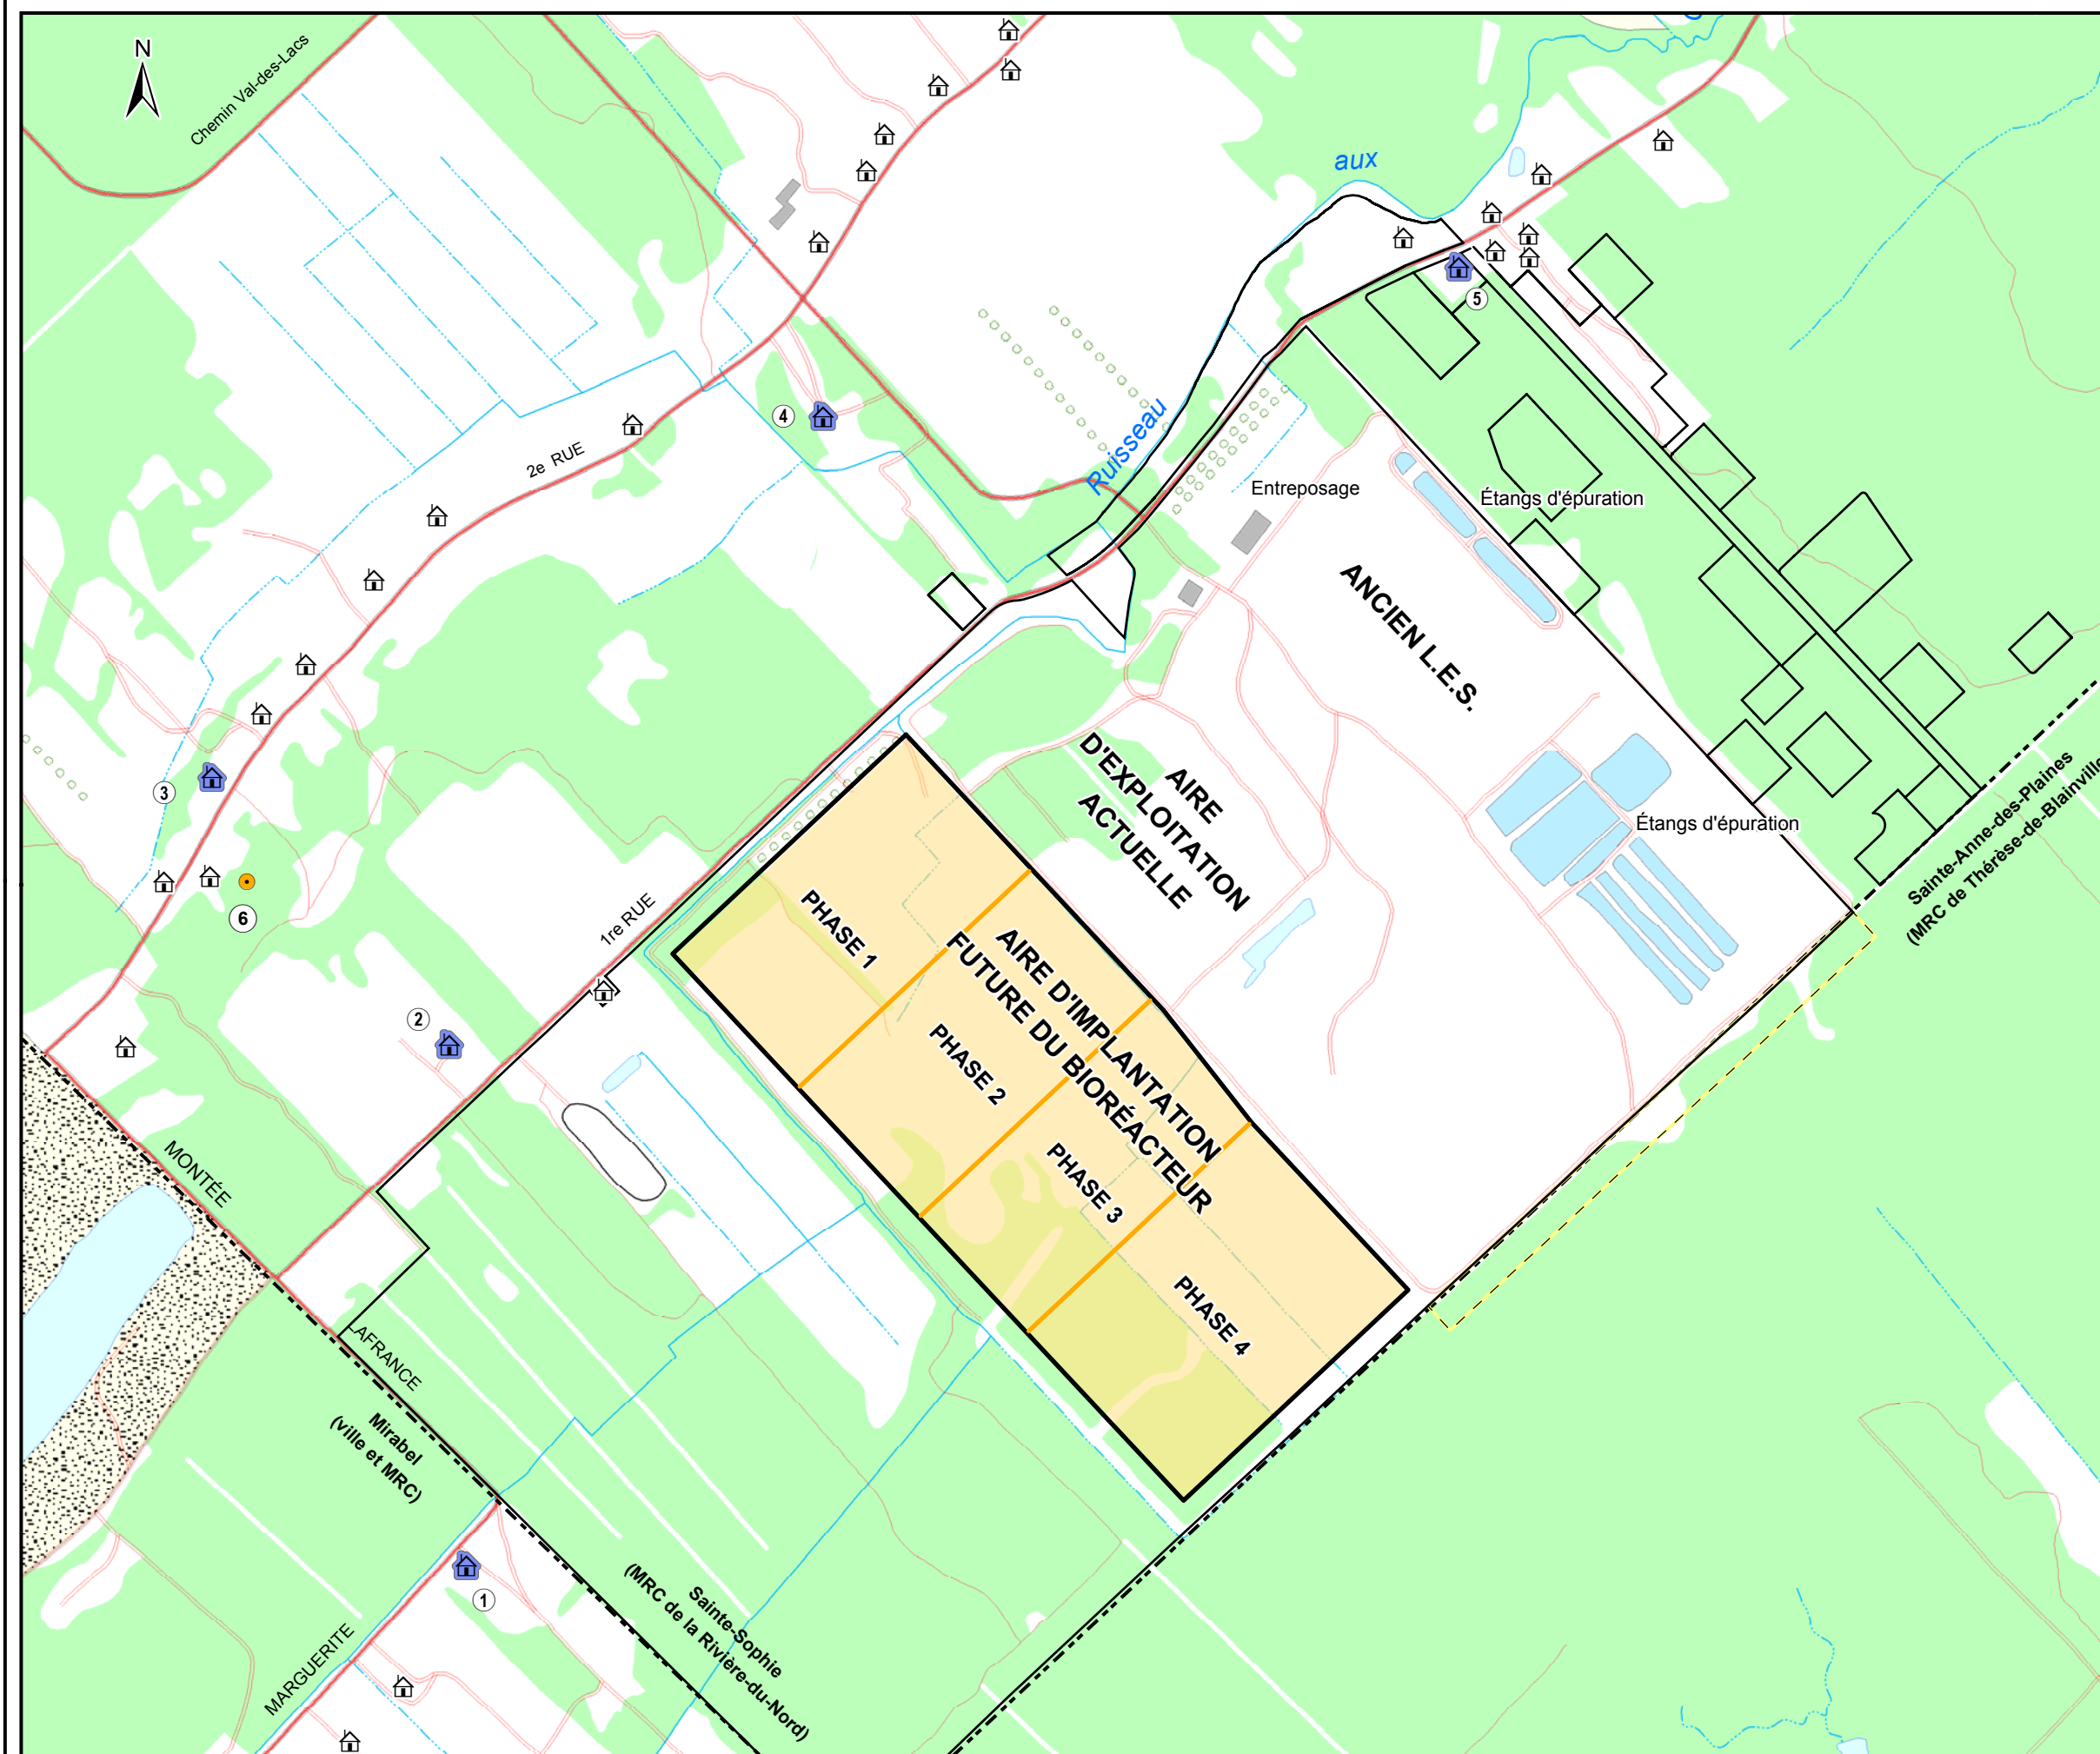 N
Chemin Val-des-Lacs
aux
5
4
Ruisseau
2e RUE
Entreposage
Étangs d'épuration
ANCIEN L.E.S.
3
AIRE
D'EXPLOITATION
ACTUELLE
Étangs d'épuration
Sainte-Anne-des-Plaines
(MRC de Thérèse-de-Blainville
6
1re RUE
PHASE 1
AIRE D'IMPLANTATION
FUTURE DU BIORÉACTEUR
2
PHASE 2
PHASE 3
MONTÉE
PHASE 4
LAFRANCE
Mirabel
(ville et MRC)
1
Sainte-Sophie
(MRC de la Rivière-du-Nord)
MARGUERITE